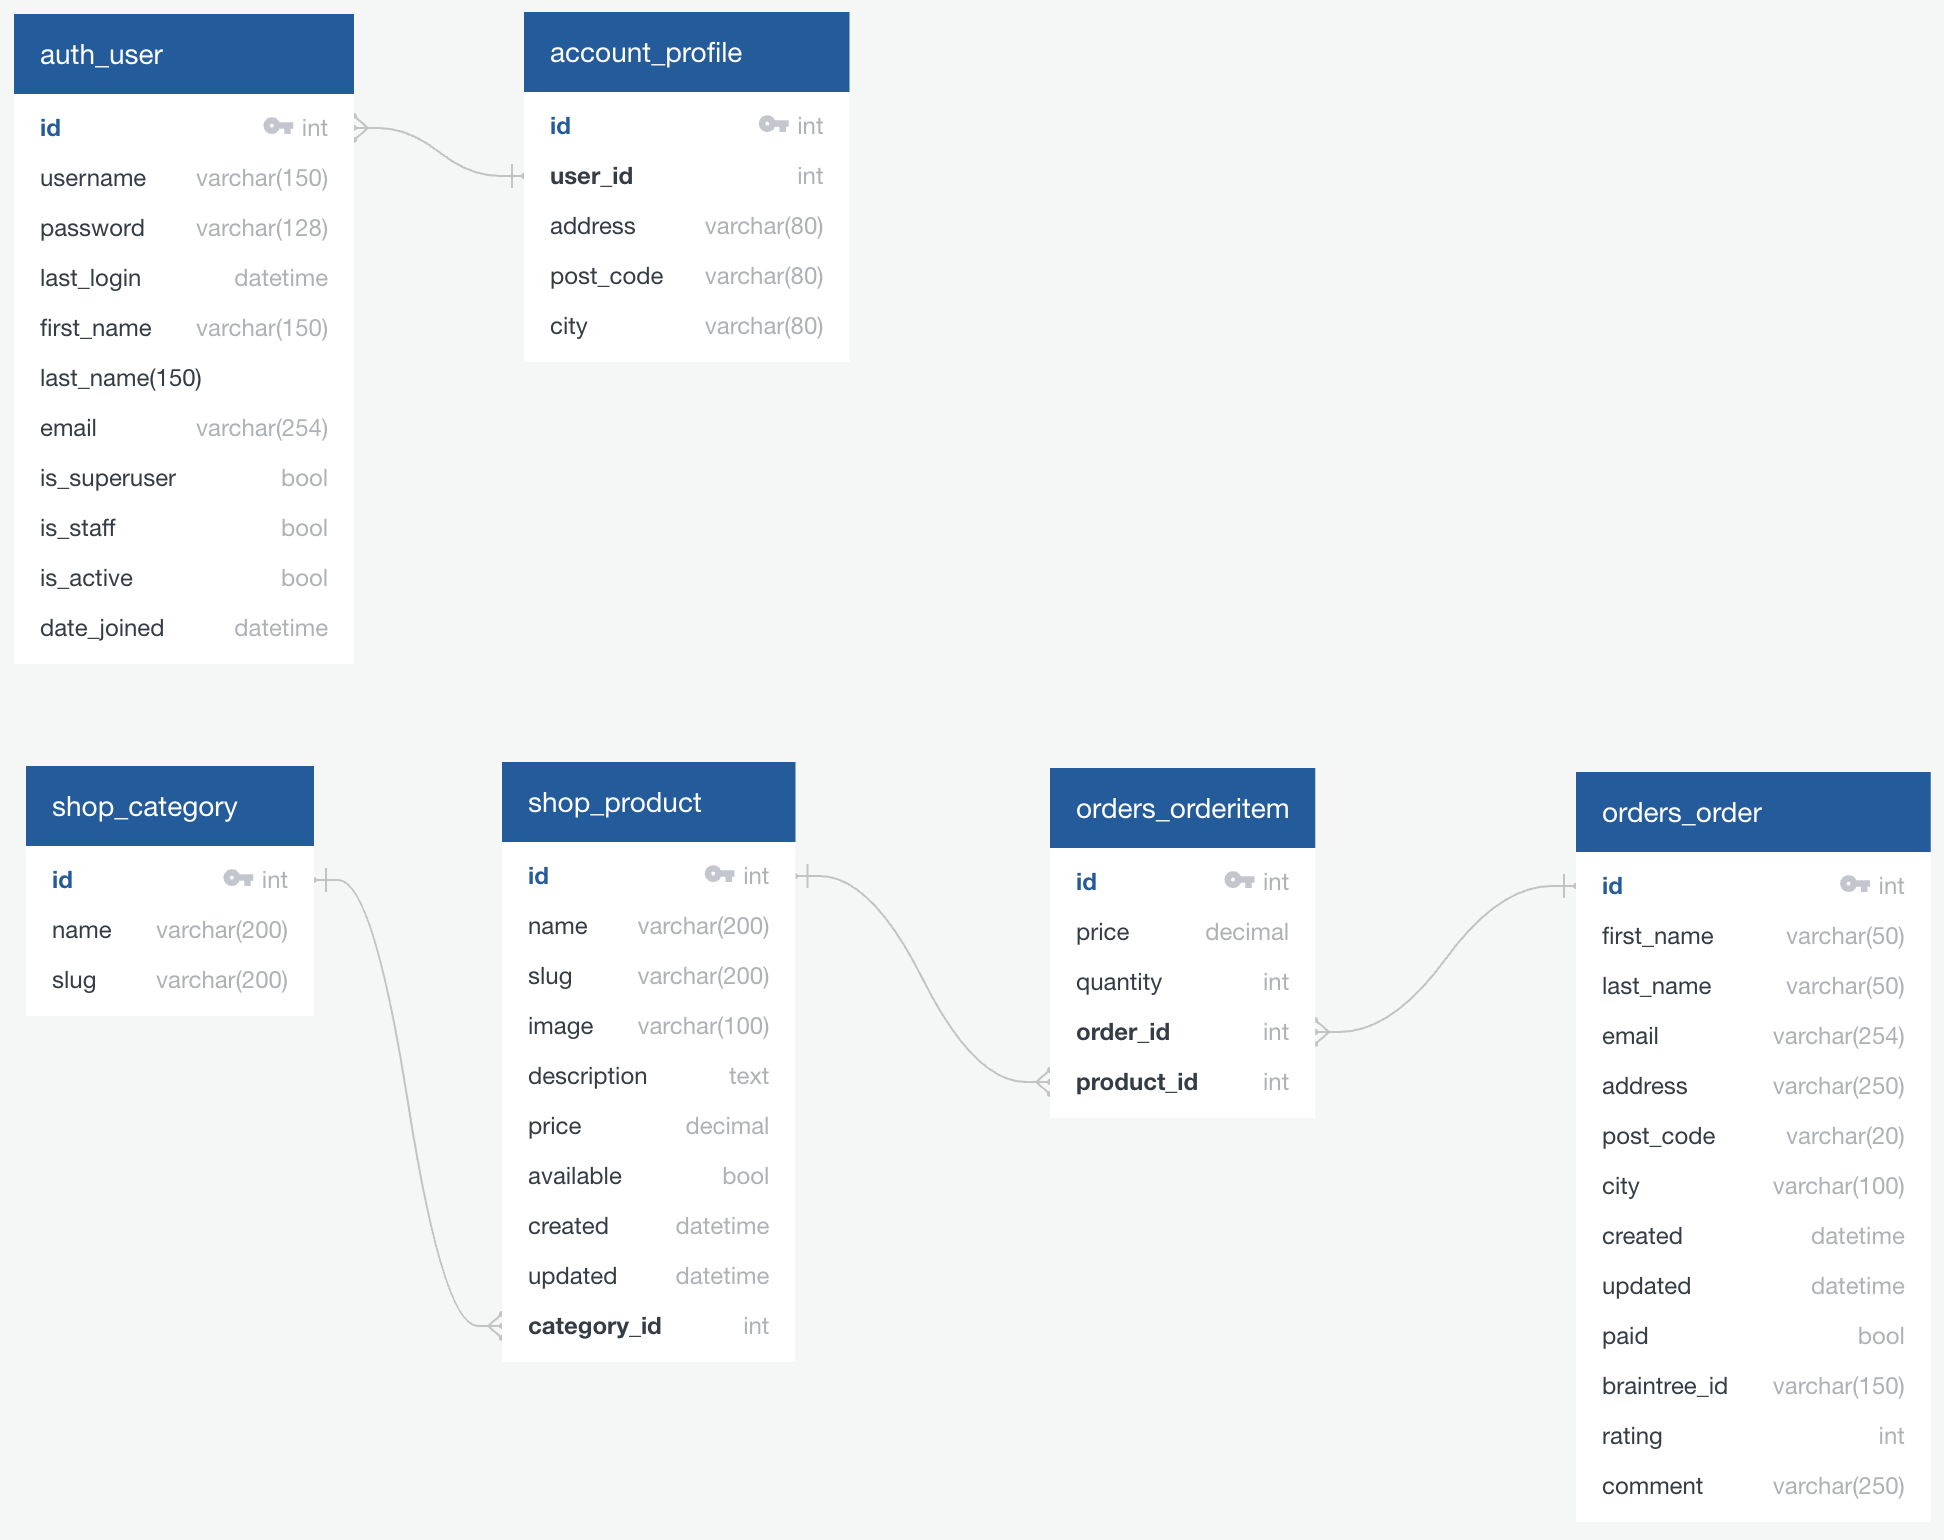 auth_user
id int
username varchar(150)
password varchar(128)
last_login datetime
first_name varchar(150)
last_name(150)
email varchar(254)
is_superuser bool
is_staff bool
is_active bool
date_joined datetime
account_profile
id int
user_id int
address varchar(80)
post_code varchar(80)
city varchar(80)
shop_category
id int
name varchar(200)
slug varchar(200)
shop_product
id int
name varchar(200)
slug varchar(200)
image varchar(100)
description text
price decimal
available bool
created datetime
updated datetime
category_id int
orders_orderitem
id int
price decimal
quantity int
order_id int
product_id int
orders_order
id int
first_name varchar(50)
last_name varchar(50)
email varchar(254)
address varchar(250)
post_code varchar(20)
city varchar(100)
created datetime
updated datetime
paid bool
braintree_id varchar(150)
rating int
comment varchar(250)